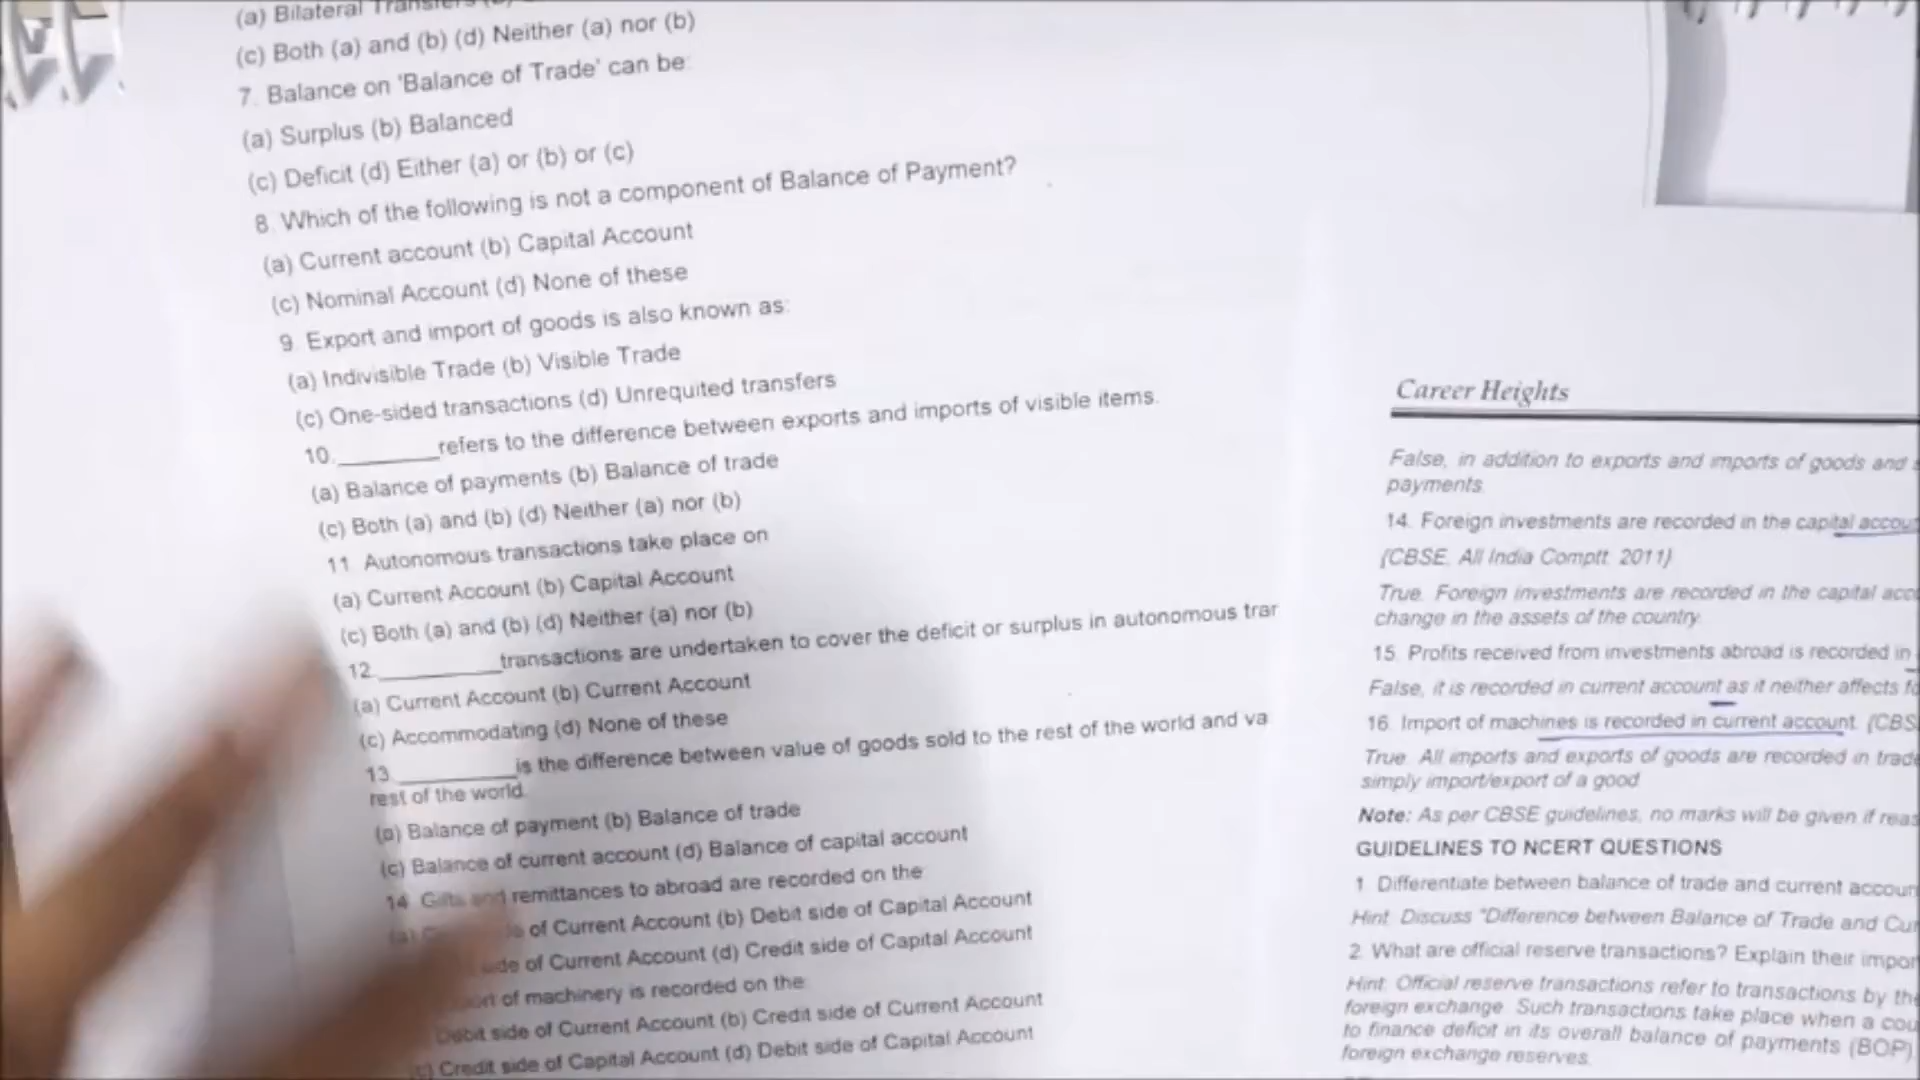 (a) Bilateral
(c) Both (a) and (b) (d) Neither (a) nor (b)
7. Balance on 'Balance of Trade' can be:
(a) Surplus (b) Balanced
(c) Deficit (d) Either (a) or (b) or (c)
8. Which of the following is not a component of Balance of Payment?
(a) Current account (b) Capital Account
(c) Nominal Account (d) None of these
9. Export and import of goods is also known as:
(a) Indivisible Trade (b) Visible Trade
(c) One-sided transactions (d) Unrequited transfers
10. ________refers to the difference between exports and imports of visible items.
(a) Balance of payments (b) Balance of trade
(c) Both (a) and (b) (d) Neither (a) nor (b)
11. Autonomous transactions take place on
(a) Current Account (b) Capital Account
(c) Both (a) and (b) (d) Neither (a) nor (b)
12. __________transactions are undertaken to cover the deficit or surplus in autonomous trar
(a) Current Account (b) Current Account
(c) Accommodating (d) None of these
13. __________is the difference between value of goods sold to the rest of the world and va
rest of the world.
(a) Balance of payment (b) Balance of trade
(c) Balance of current account (d) Balance of capital account
14. Gifts and remittances to abroad are recorded on the:
of Current Account (b) Debit side of Capital Account
side of Current Account (d) Credit side of Capital Account
of machinery is recorded on the:
Debit side of Current Account (b) Credit side of Current Account
(c) Credit side of Capital Account (d) Debit side of Capital Account
Career Heights
False, in addition to exports and imports of goods and s
payments.
14. Foreign investments are recorded in the capital accou
{CBSE, All India Comptt. 2011}
True. Foreign investments are recorded in the capital acc
change in the assets of the country.
15. Profits received from investments abroad is recorded in
False, it is recorded in current account as it neither affects fo
16. Import of machines is recorded in current account. (CBS
True. All imports and exports of goods are recorded in trade
simply import/export of a good.
Note: As per CBSE guidelines, no marks will be given if reas
GUIDELINES TO NCERT QUESTIONS
1. Differentiate between balance of trade and current accoun
Hint: Discuss "Difference between Balance of Trade and Cur
2. What are official reserve transactions? Explain their impor
Hint: Official reserve transactions refer to transactions by the
foreign exchange. Such transactions take place when a cou
to finance deficit in its overall balance of payments (BOP)
foreign exchange reserves.